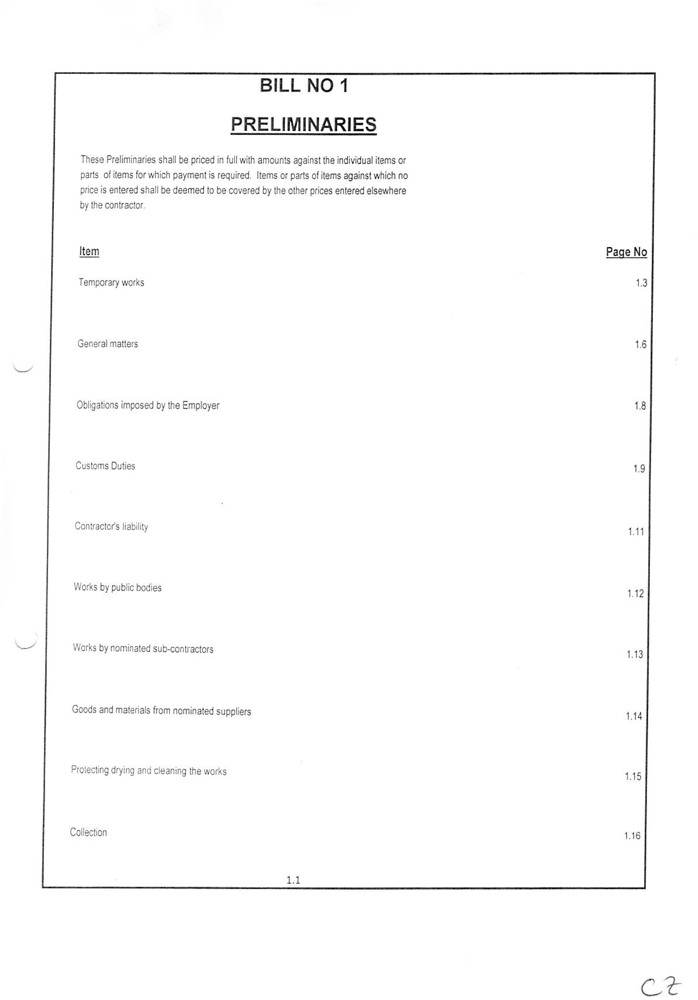 BILL NO 1
PRELIMINARIES
These Preliminaries shall be priced in full with amounts against the individual items or
parts of items for which payment is required. Items or parts of items against which no
price is entered shall be deemed to be covered by the other prices entered elsewhere
by the contractor.
Item Page No
Temporary works 1.3
General matters 1.6
Obligations imposed by the Employer 1.8
Customs Duties 1.9
Contractor's liability 1.11
Works by public bodies 1.12
Works by nominated sub-contractors 1.13
Goods and materials from nominated suppliers 1.14
Protecting drying and cleaning the works 1.15
Collection 1.16
1.1